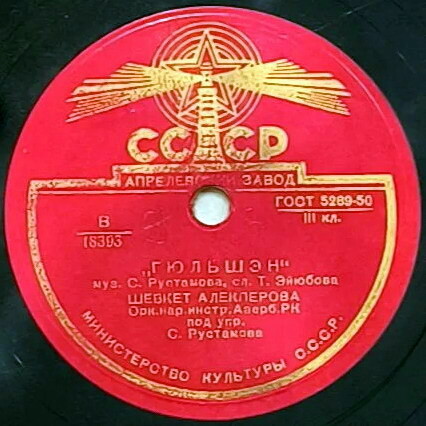 СССР
АПРЕЛЕВСКИЙ ЗАВОД
ГОСТ 5289-50
III кл.
В
18303
„ГЮЛЬШЭН“
муз. С. Рустамова, сл. Т. Эйюбова
ШЕВКЕТ АЛЕКПЕРОВА
Орк.нар.инстр.Азерб.РК
под упр.
С. Рустамова
МИНИСТЕРСТВО КУЛЬТУРЫ С.С.С.Р.